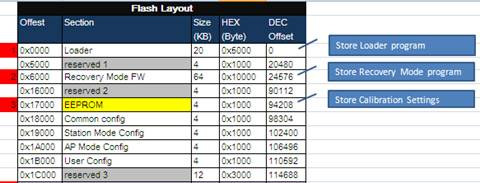 Flash Layout
Offest Section Size (KB) HEX (Byte) DEC Offset
1 0x0000 Loader 20 0x5000 0 Store Loader program
0x5000 reserved 1 4 0x1000 20480
2 0x6000 Recovery Mode FW 64 0x10000 24576 Store Recovery Mode program
0x16000 reserved 2 4 0x1000 90112
3 0x17000 EEPROM 4 0x1000 94208 Store Calibration Settings
0x18000 Common config 4 0x1000 98304
0x19000 Station Mode Config 4 0x1000 102400
0x1A000 AP Mode Config 4 0x1000 106496
0x1B000 User Config 4 0x1000 110592
0x1C000 reserved 3 12 0x3000 114688